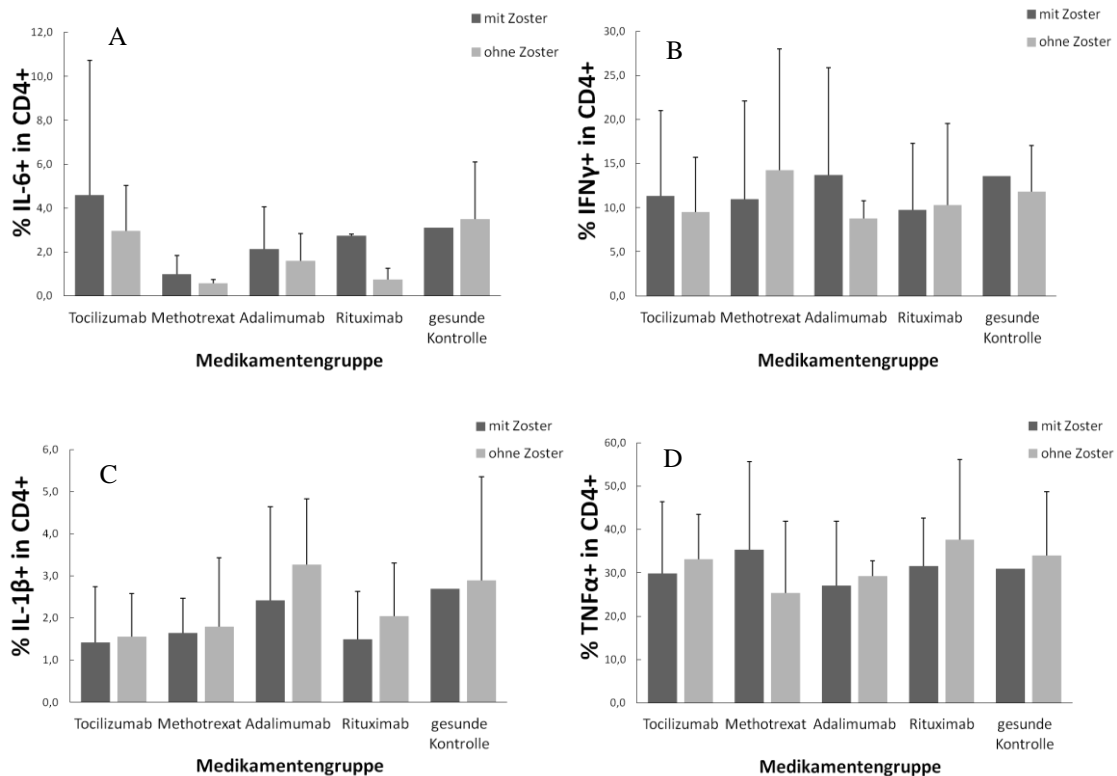 A
mit Zoster
ohne Zoster
% IL-6+ in CD4+
12,0
10,0
8,0
6,0
4,0
2,0
0,0
Tocilizumab Methotrexat Adalimumab Rituximab gesunde
Kontrolle
Medikamentengruppe
B
mit Zoster
ohne Zoster
% IFNγ+ in CD4+
30,0
25,0
20,0
15,0
10,0
5,0
0,0
Tocilizumab Methotrexat Adalimumab Rituximab gesunde
Kontrolle
Medikamentengruppe
C
mit Zoster
ohne Zoster
% IL-1β+ in CD4+
6,0
5,0
4,0
3,0
2,0
1,0
0,0
Tocilizumab Methotrexat Adalimumab Rituximab gesunde
Kontrolle
Medikamentengruppe
D
mit Zoster
ohne Zoster
% TNFα+ in CD4+
60,0
50,0
40,0
30,0
20,0
10,0
0,0
Tocilizumab Methotrexat Adalimumab Rituximab gesunde
Kontrolle
Medikamentengruppe